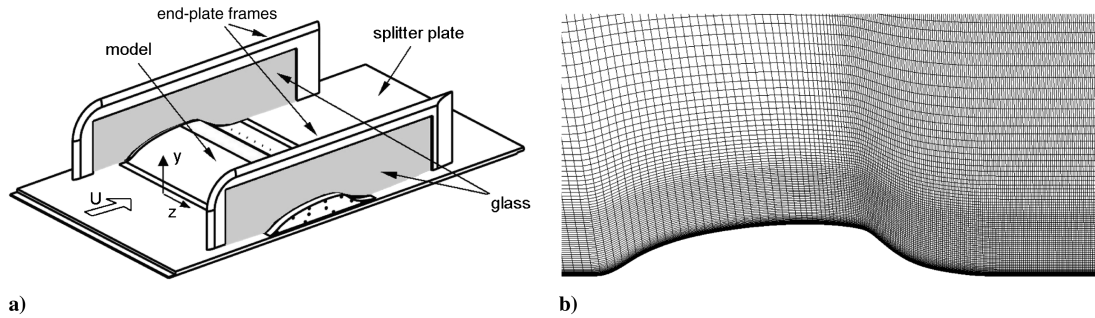 end-plate frames
model
splitter plate
y
U
z
glass
a)
b)